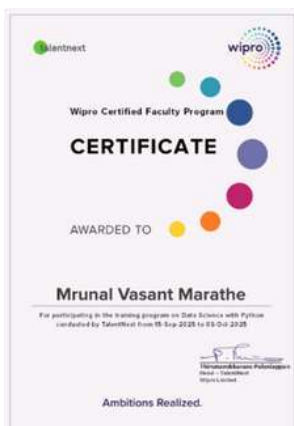 talentnext
wipro
Wipro Certified Faculty Program
CERTIFICATE
AWARDED TO
Mrunal Vasant Marathe
For participating in the training program on Data Science with Python
conducted by TalentNext from 15-Sep-2025 to
Head - TalentNext
Wipro Limited
Ambitions Realized.